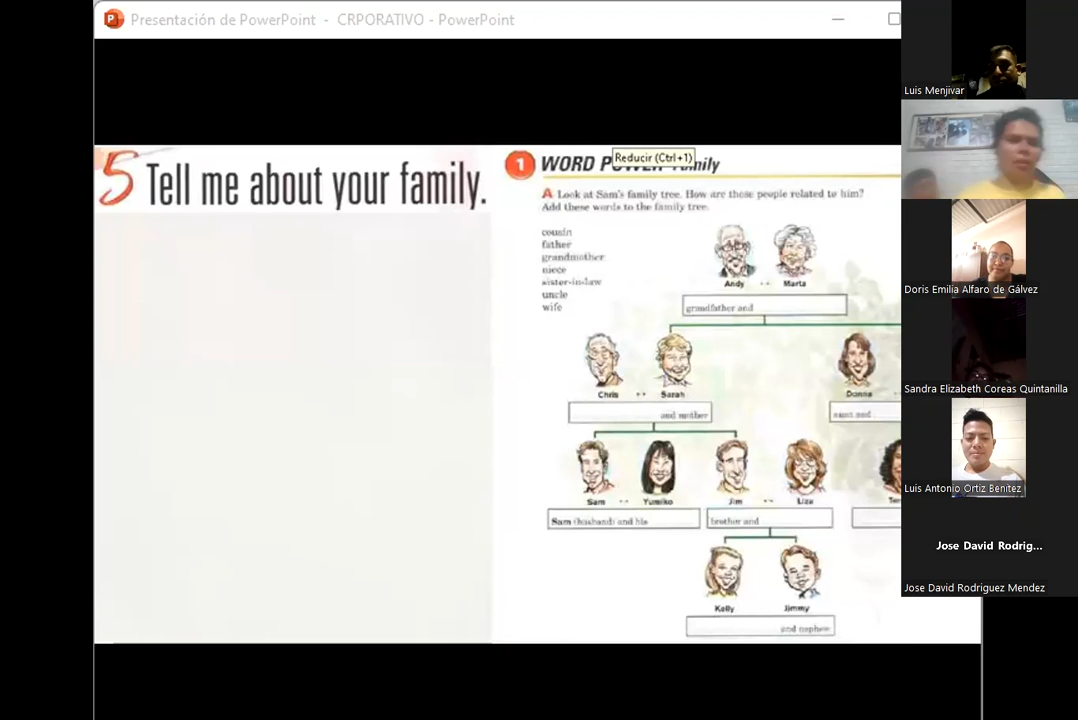 Presentación de PowerPoint - CRPORATIVO - PowerPoint
5 Tell me about your family.
1 WORD P
Reducir (Ctrl+1)
A Look at Sam's family tree. How are these people related to him?
Add these words to the family tree.
cousin
father
grandmother
niece
sister-in-law
uncle
wife
Andy Marta
grandfather and
Chris Sarah
Donna
and mother
aunt and
Sam Yumiko Jim Liza
Sam (husband) and his
brother and
Kelly Jimmy
and nephew
Luis Menjivar
Doris Emilia Alfaro de Gálvez
Sandra Elizabeth Coreas Quintanilla
Luis Antonio Ortiz Benitez
Jose David Rodrig...
Jose David Rodriguez Mendez